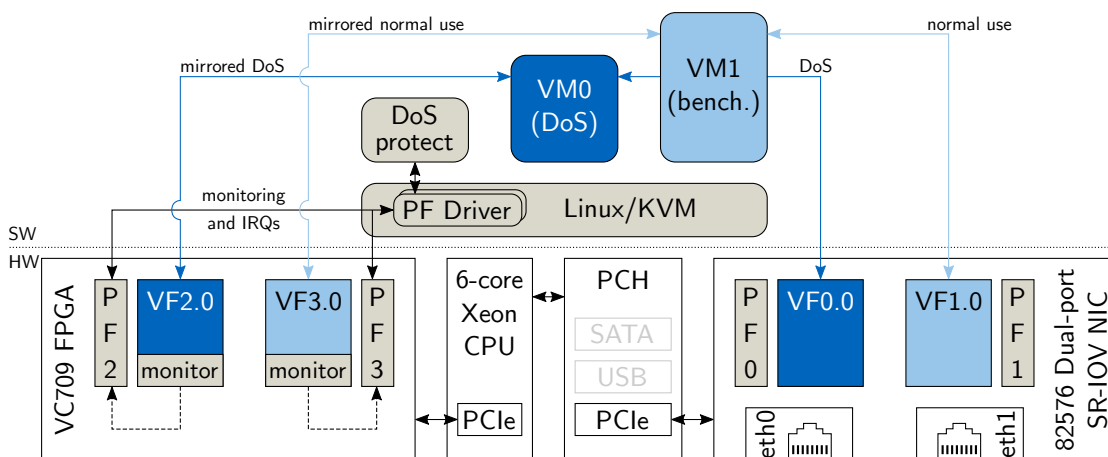 mirrored normal use
normal use
mirrored DoS
VM0
(DoS)
VM1
(bench.)
DoS
DoS
protect
monitoring
and IRQs
PF Driver
Linux/KVM
SW
HW
VC709 FPGA
P
F
2
VF2.0
monitor
VF3.0
monitor
P
F
3
6-core
Xeon
CPU
PCIe
PCH
SATA
USB
PCIe
P
F
0
VF0.0
VF1.0
P
F
1
eth0
eth1
82576 Dual-port
SR-IOV NIC